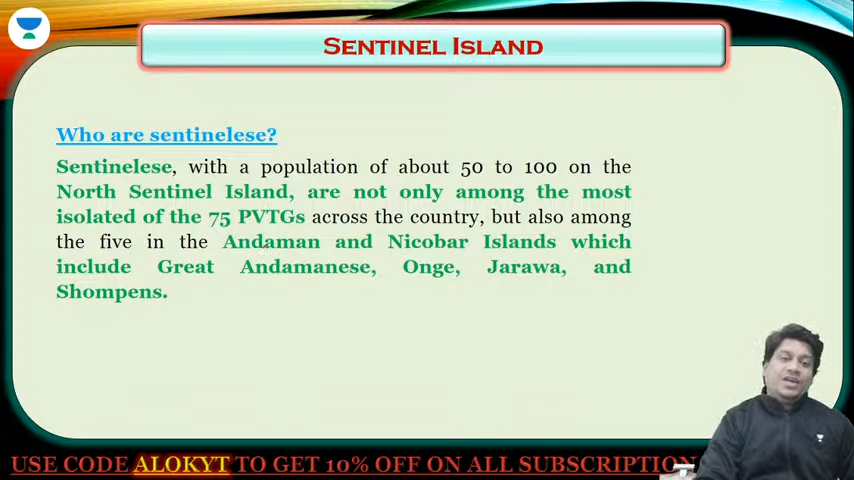 SENTINEL ISLAND
Who are sentinelese?
Sentinelese, with a population of about 50 to 100 on the
North Sentinel Island, are not only among the most
isolated of the 75 PVTGs across the country, but also among
the five in the Andaman and Nicobar Islands which
include Great Andamanese, Onge, Jarawa, and
Shompens.
USE CODE ALOKYT TO GET 10% OFF ON ALL SUBSCRIPTION